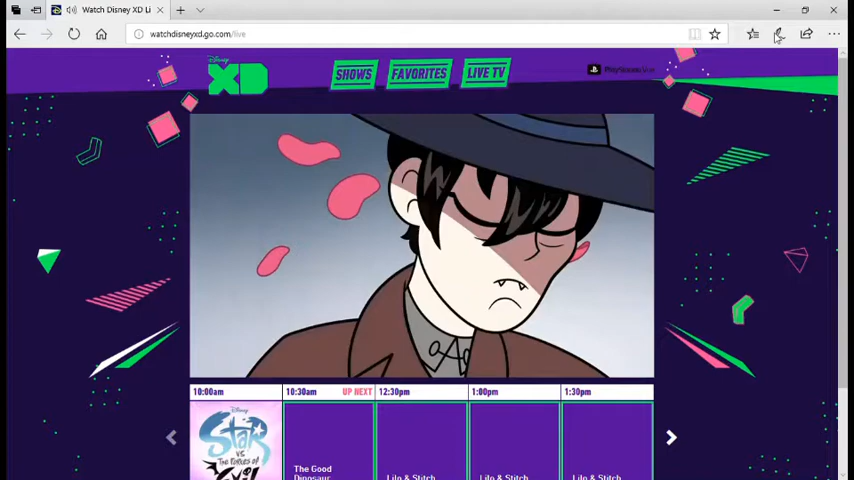 Watch Disney XD Li
watchdisneyxd.go.com/live
Disney
XD
SHOWS
FAVORITES
LIVE TV
PlayStation Vue
10:00am
10:30am
UP NEXT
12:30pm
1:00pm
1:30pm
Disney
Star
vs
The Forces
of
Evil
The Good
Dinosaur
Lilo & Stitch
Lilo & Stitch
Lilo & Stitch